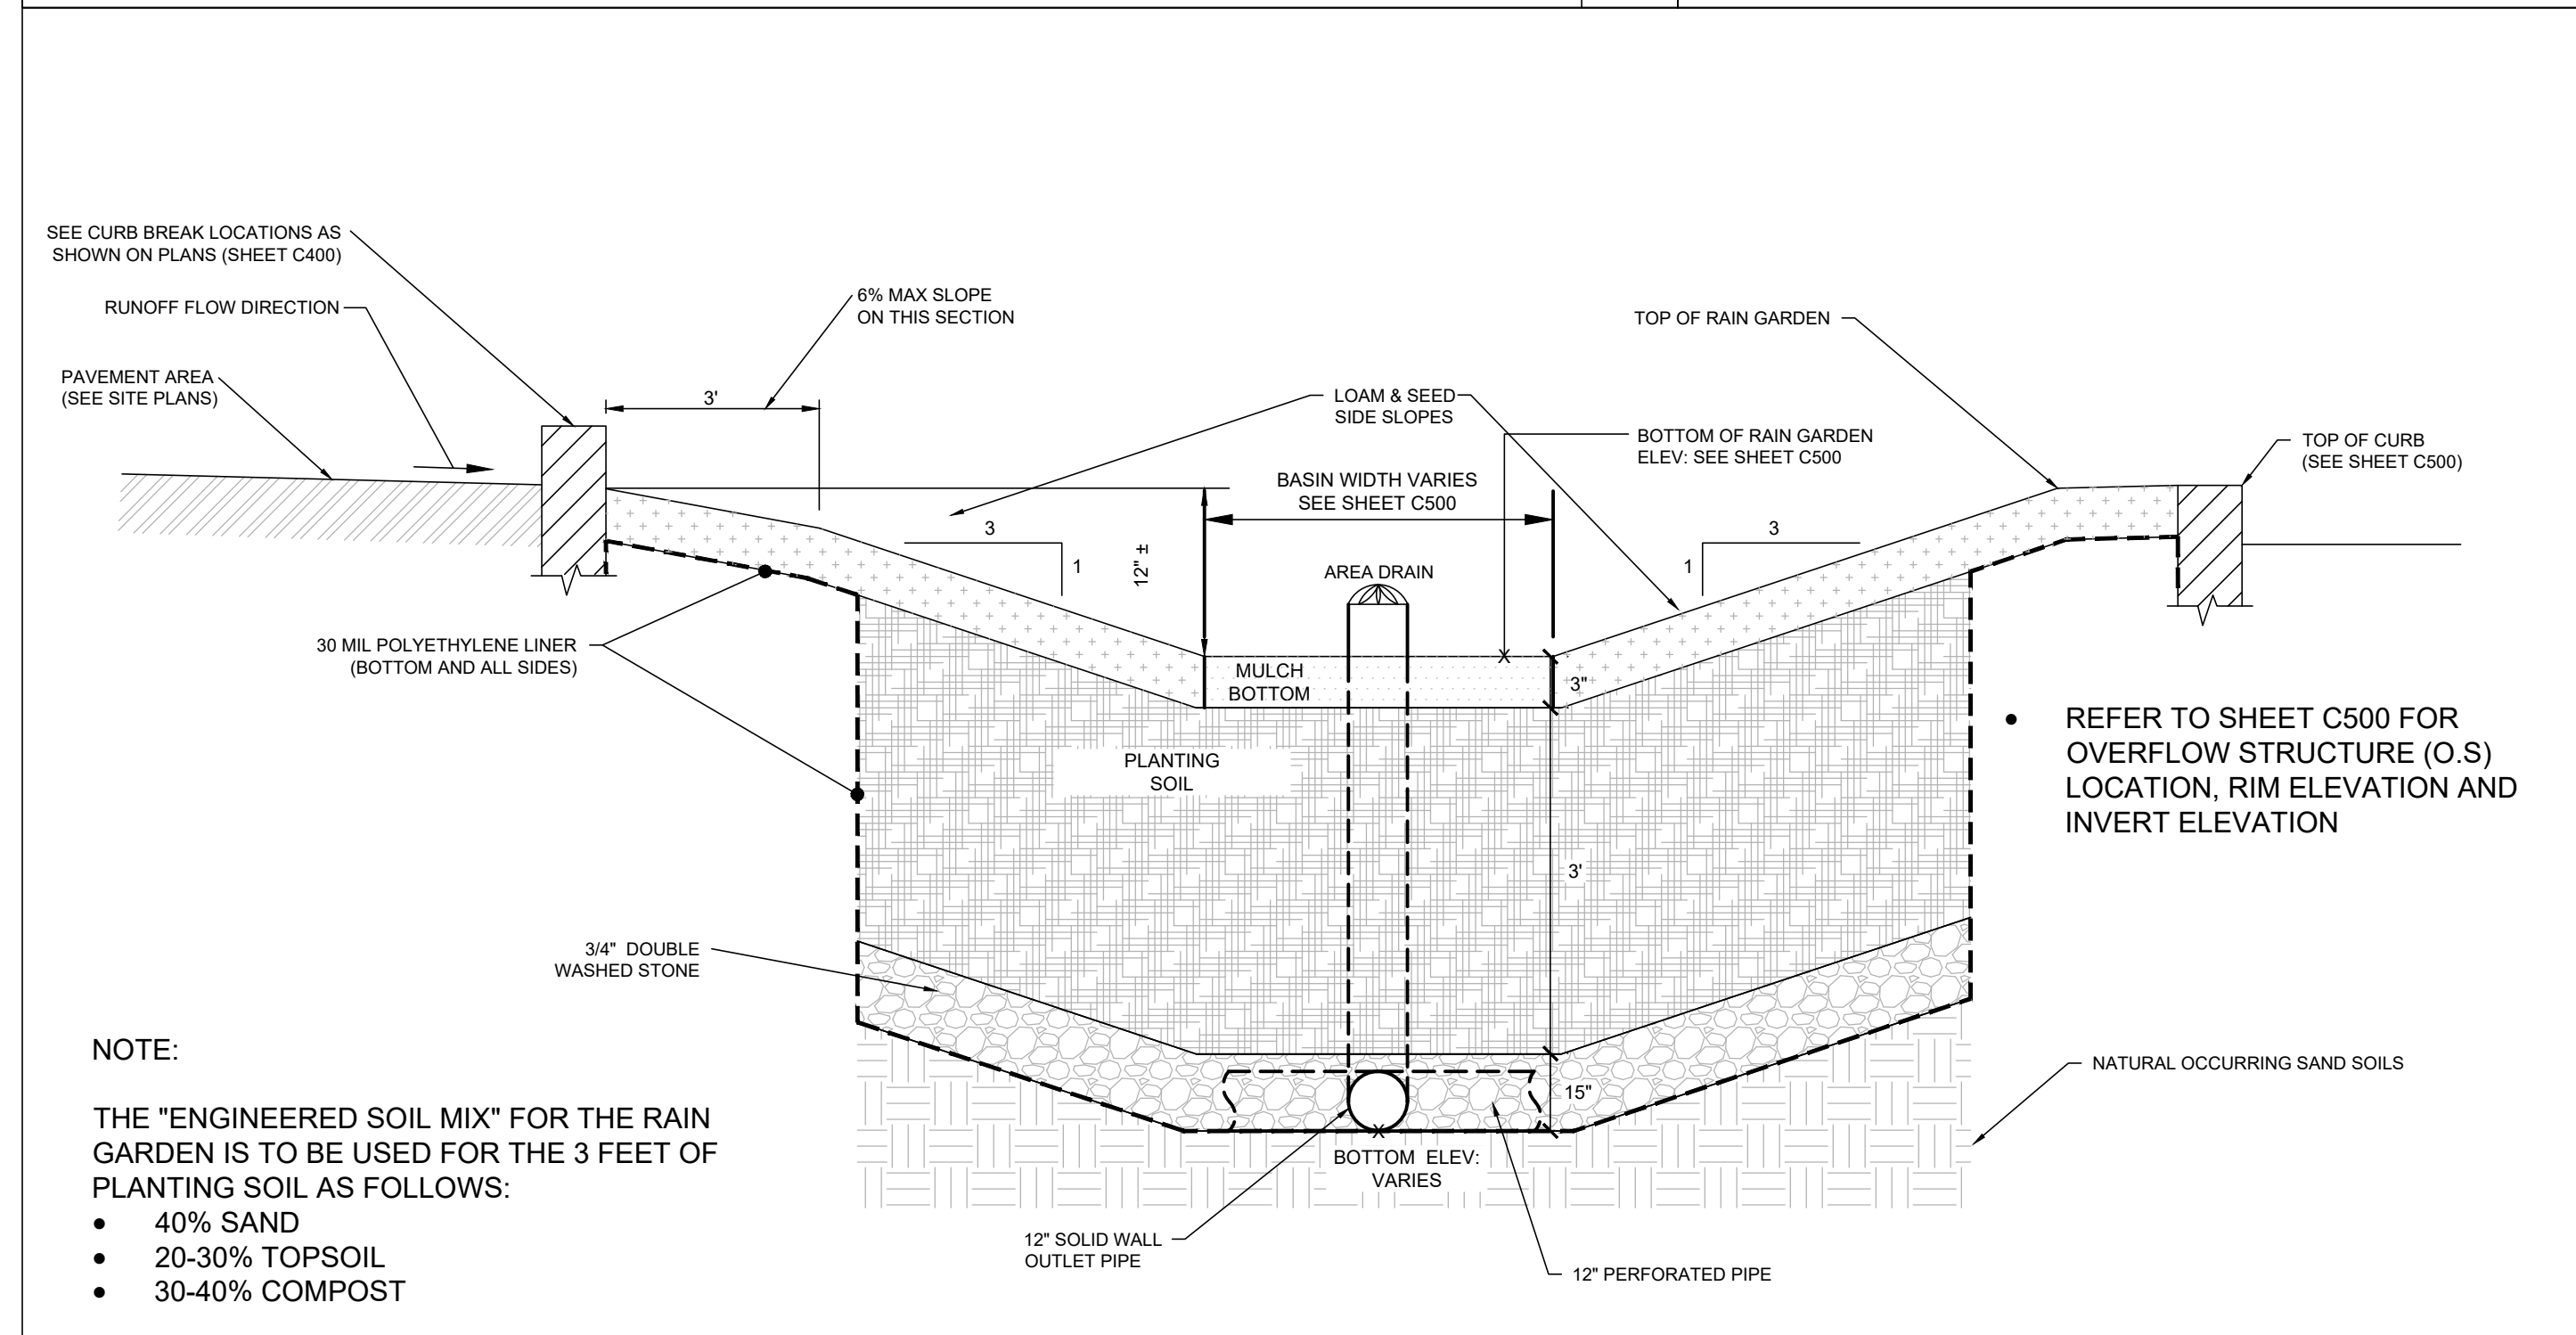 SEE CURB BREAK LOCATIONS AS
SHOWN ON PLANS (SHEET C400)
RUNOFF FLOW DIRECTION
PAVEMENT AREA
(SEE SITE PLANS)
6% MAX SLOPE
ON THIS SECTION
3'
LOAM & SEED
SIDE SLOPES
TOP OF RAIN GARDEN
BOTTOM OF RAIN GARDEN
ELEV: SEE SHEET C500
TOP OF CURB
(SEE SHEET C500)
BASIN WIDTH VARIES
SEE SHEET C500
3
1
12" ±
AREA DRAIN
3
1
30 MIL POLYETHYLENE LINER
(BOTTOM AND ALL SIDES)
X
MULCH
BOTTOM
3"
PLANTING
SOIL
3'
• REFER TO SHEET C500 FOR
OVERFLOW STRUCTURE (O.S)
LOCATION, RIM ELEVATION AND
INVERT ELEVATION
3/4" DOUBLE
WASHED STONE
15"
X
BOTTOM ELEV:
VARIES
NATURAL OCCURRING SAND SOILS
12" SOLID WALL
OUTLET PIPE
12" PERFORATED PIPE
NOTE:
THE "ENGINEERED SOIL MIX" FOR THE RAIN
GARDEN IS TO BE USED FOR THE 3 FEET OF
PLANTING SOIL AS FOLLOWS:
• 40% SAND
• 20-30% TOPSOIL
• 30-40% COMPOST